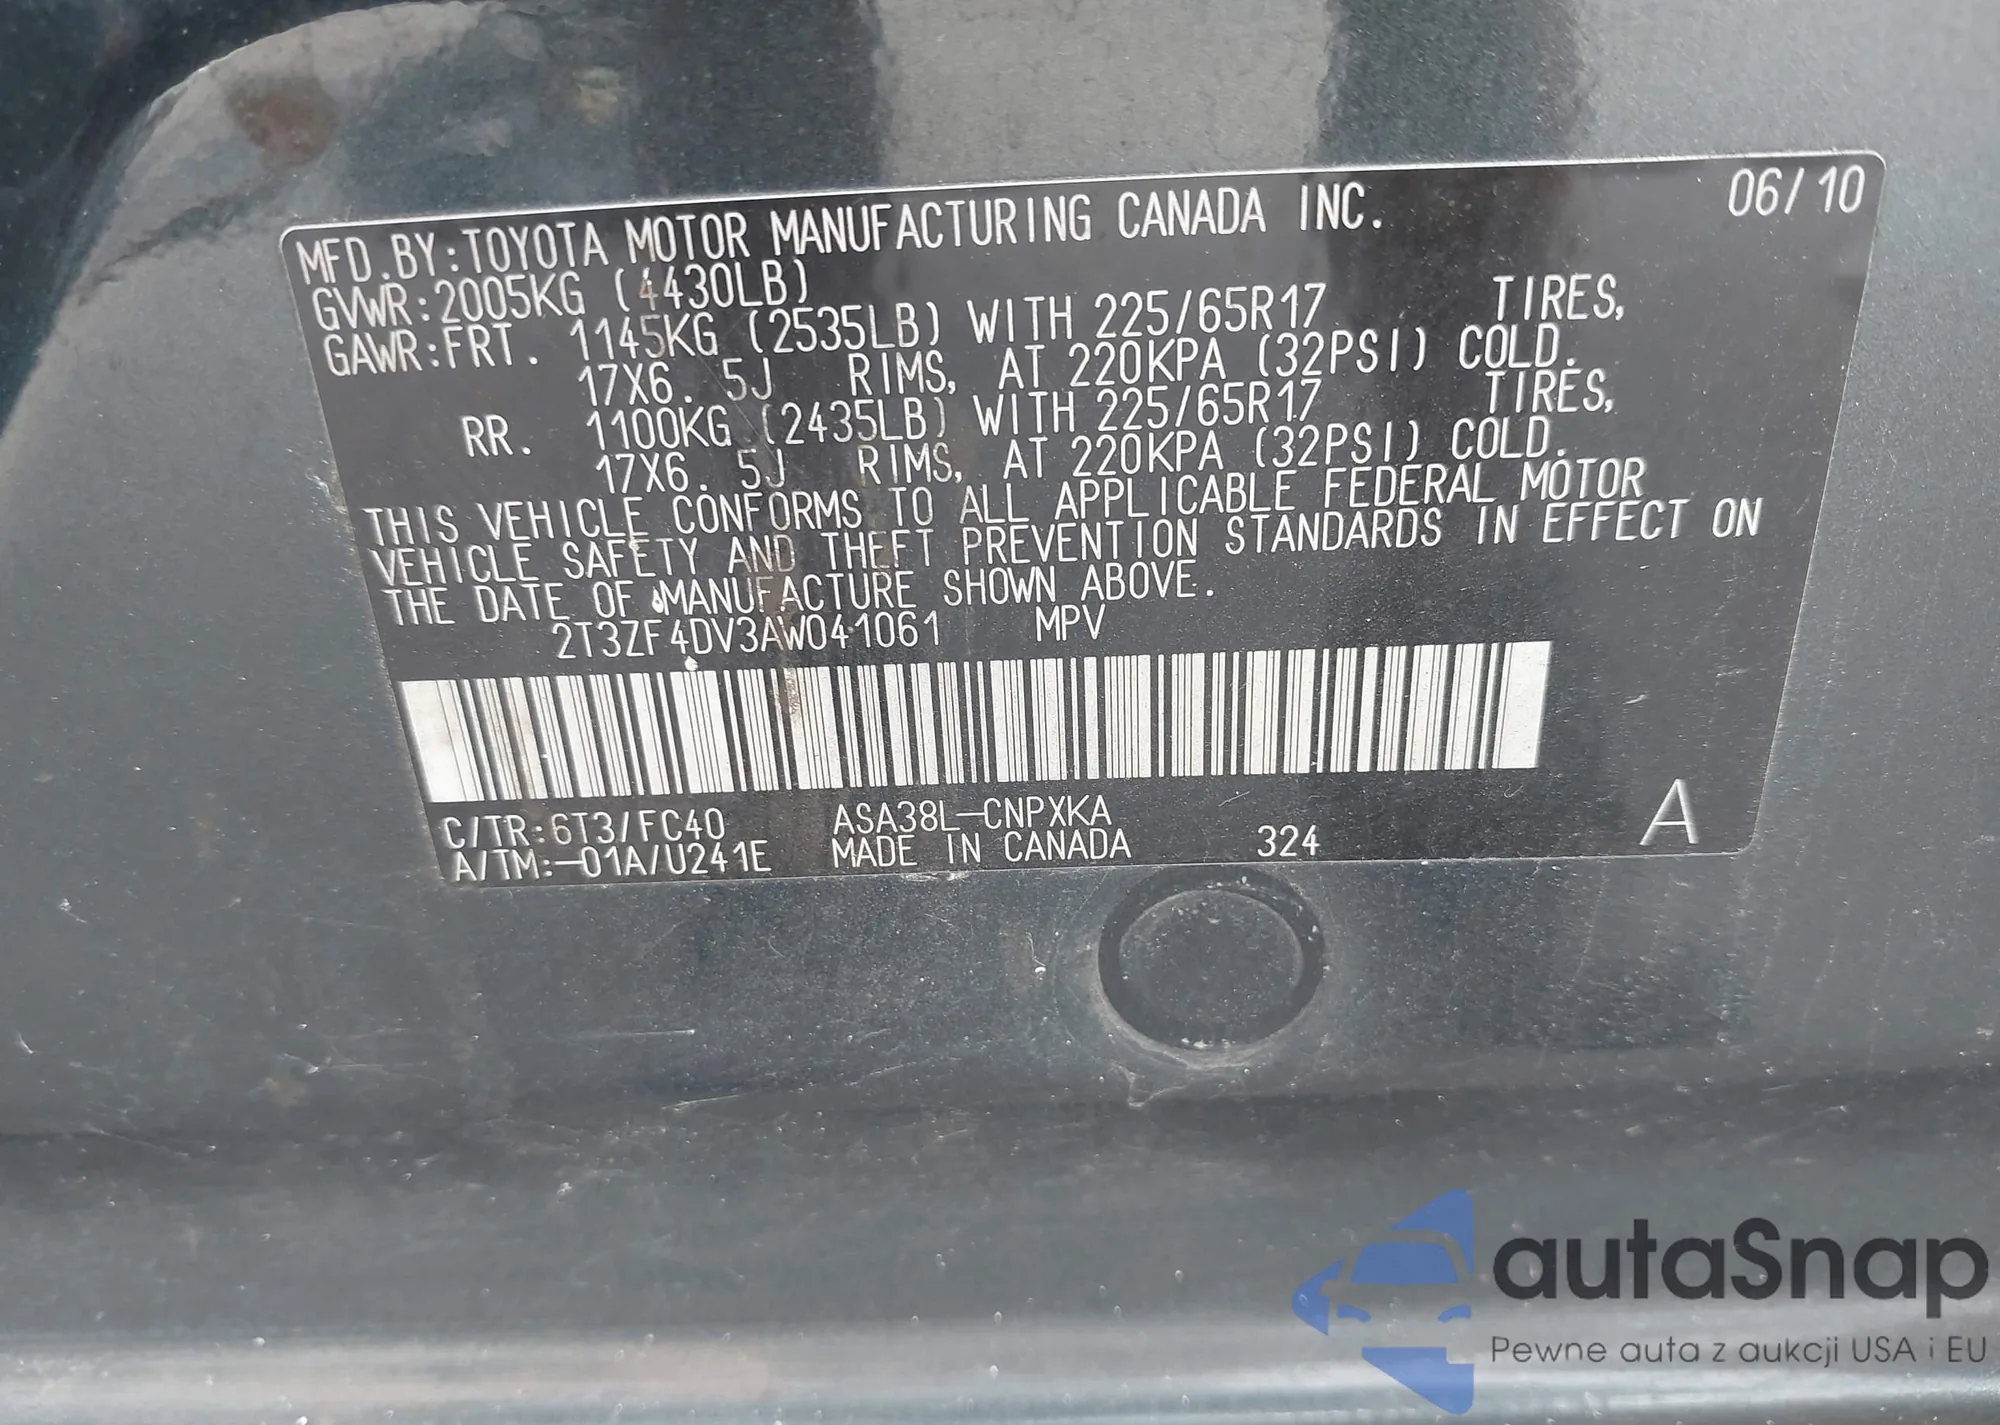 MFD.BY:TOYOTA MOTOR MANUFACTURING CANADA INC. 06/10
GVWR:2005KG (4430LB)
GAWR:FRT. 1145KG (2535LB) WITH 225/65R17 TIRES,
17X6.5J RIMS, AT 220KPA (32PSI) COLD.
RR. 1100KG (2435LB) WITH 225/65R17 TIRES,
17X6.5J RIMS, AT 220KPA (32PSI) COLD.
THIS VEHICLE CONFORMS TO ALL APPLICABLE FEDERAL MOTOR
VEHICLE SAFETY AND THEFT PREVENTION STANDARDS IN EFFECT ON
THE DATE OF MANUFACTURE SHOWN ABOVE.
2T3ZF4DV3AW041061 MPV
C/TR:6T3/FC40 ASA38L-CNPXKA
A/TM:-01A/U241E MADE IN CANADA 324 A
autaSnap
Pewne auta z aukcji USA i EU